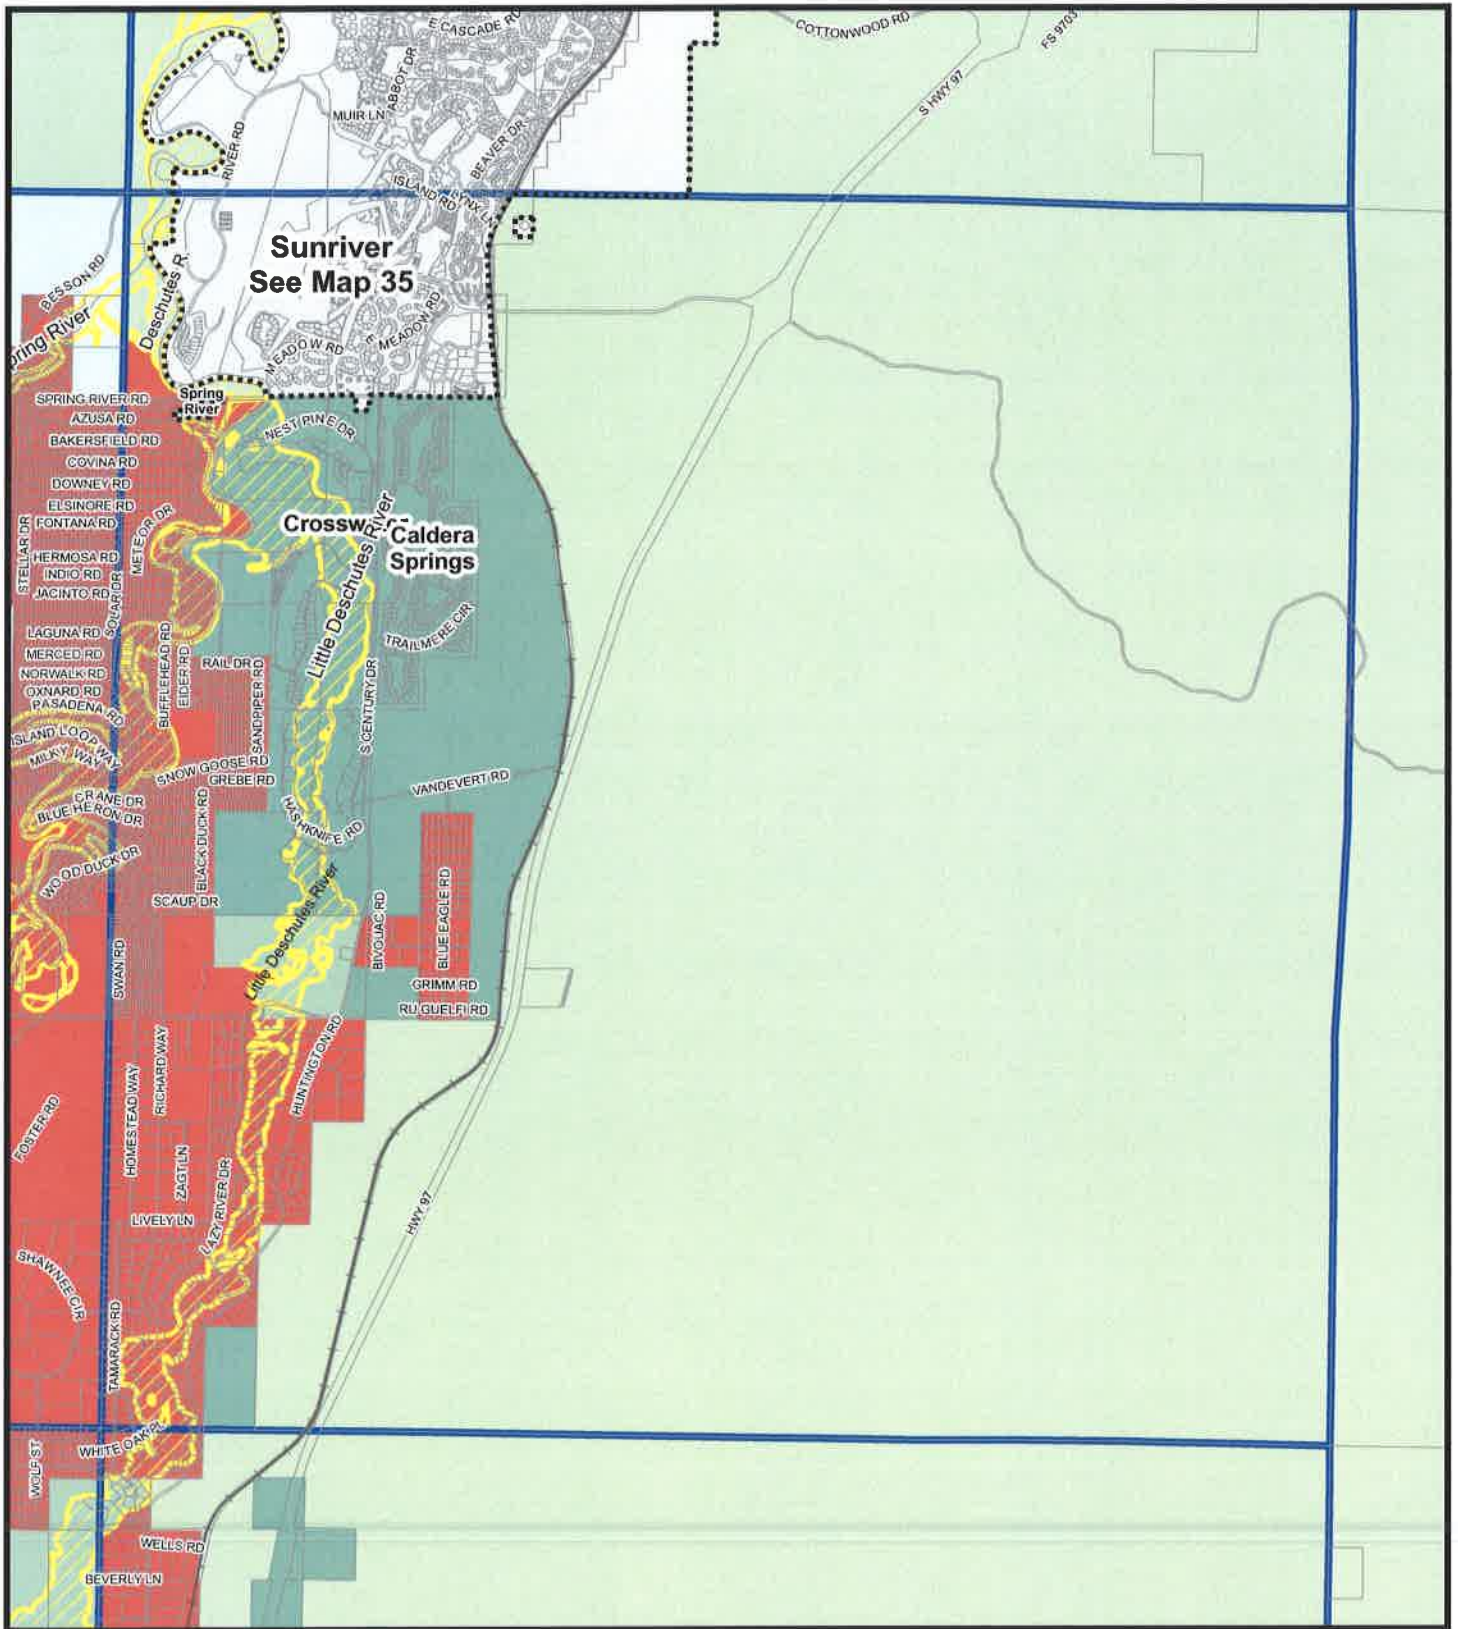 E CASCADE RD
COTTONWOOD RD
FS 9703
ABBOT DR
S HWY 97
MUIR LN
BEAVER DR
RIVER RD
ISLAND RD
LYNX LN
Sunriver
See Map 35
BESSON RD
Deschutes R.
MEADOW RD
E MEADOW RD
SPRING RIVER RD
Spring
River
AZUSA RD
BAKERSFIELD RD
NEST PINE DR
COVINA RD
DOWNEY RD
ELSINORE RD
FONTANA RD
METEOR DR
STELLAR DR
Caldera
Springs
HERMOSA RD
INDIO RD
JACINTO RD
SOLAR DR
Little Deschutes River
TRAILMERE CIR
LAGUNA RD
MERCED RD
NORWALK RD
OXNARD RD
PASADENA RD
BUFFLEHEAD RD
EIDER RD
RAIL DR
SANDPIPER RD
S CENTURY DR
ISLAND LOOP WAY
MILKY WAY
SNOW GOOSE RD
GREBE RD
VANDEVERT RD
CRANE DR
BLUE HERON DR
BLACK DUCK RD
HASHKNIFE RD
WOOD DUCK DR
SCAUP DR
Little Deschutes River
BIVOUAC RD
BLUE EAGLE RD
SWAN RD
GRIMM RD
RU GUELFI RD
RICHARD WAY
HUNTINGTON RD
HOMESTEAD WAY
FOSTER RD
ZAGT LN
LAZY RIVER DR
LIVELY LN
HWY 97
SHAWNEE CIR
TAMARACK RD
WHITE OAK PL
WOLF ST
WELLS RD
BEVERLY LN